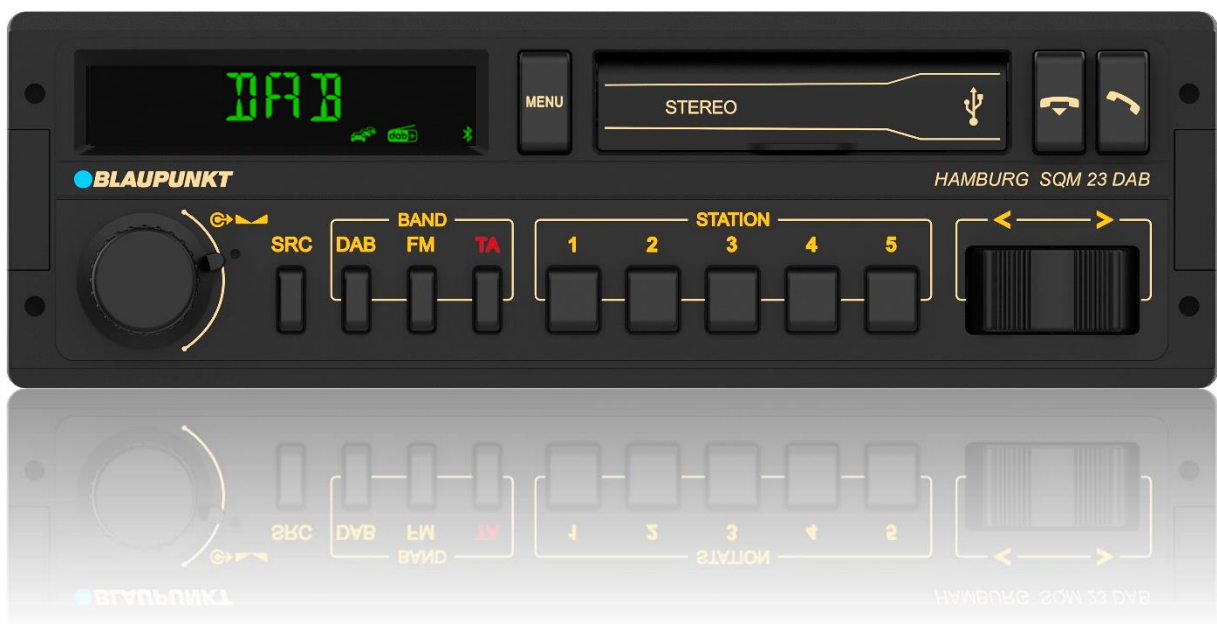 DAB
dab+
MENU
STEREO
BLAUPUNKT
HAMBURG SQM 23 DAB
BAND
STATION
< >
SRC DAB FM TA 1 2 3 4 5